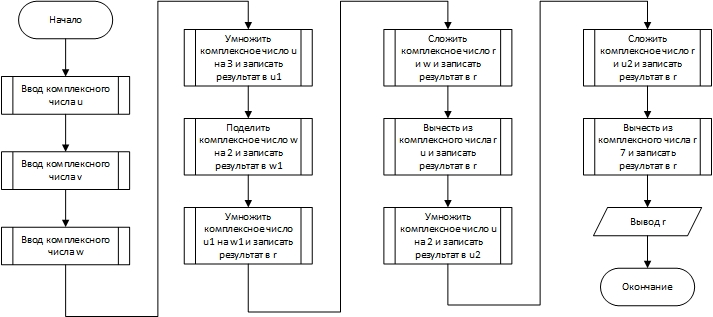 Начало
Ввод комплексного
числа u
Ввод комплексного
числа v
Ввод комплексного
числа w
Умножить
комплексное число u
на 3 и записать
результат в u1
Поделить
комплексное число w
на 2 и записать
результат в w1
Умножить
комплексное число
u1 на w1 и записать
результат в r
Сложить
комплексное число r
и w и записать
результат в r
Вычесть из
комплексного числа r
u и записать
результат в r
Умножить
комплексное число u
на 2 и записать
результат в u2
Сложить
комплексное число r
и u2 и записать
результат в r
Вычесть из
комплексного числа r
7 и записать
результат в r
Вывод r
Окончание